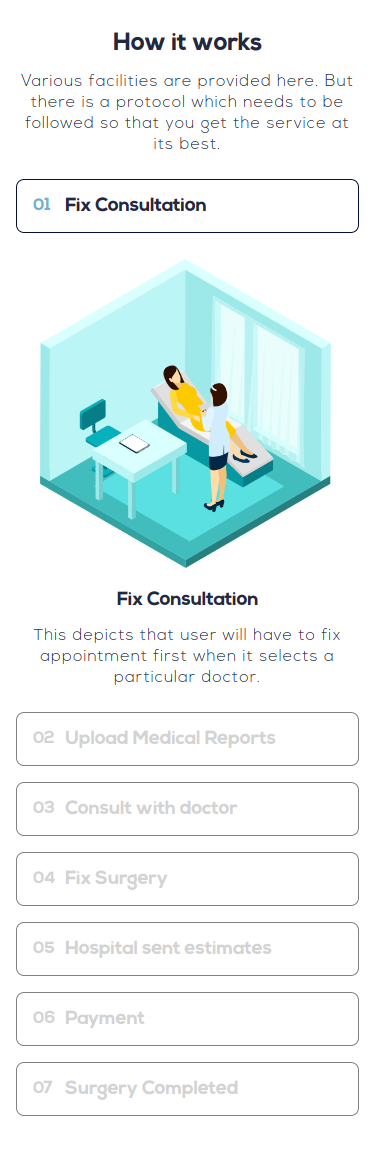 How it works
Various facilities are provided here. But
there is a protocol which needs to be
followed so that you get the service at
its best.
01 Fix Consultation
Fix Consultation
This depicts that user will have to fix
appointment first when it selects a
particular doctor.
02 Upload Medical Reports
03 Consult with doctor
04 Fix Surgery
05 Hospital sent estimates
06 Payment
07 Surgery Completed